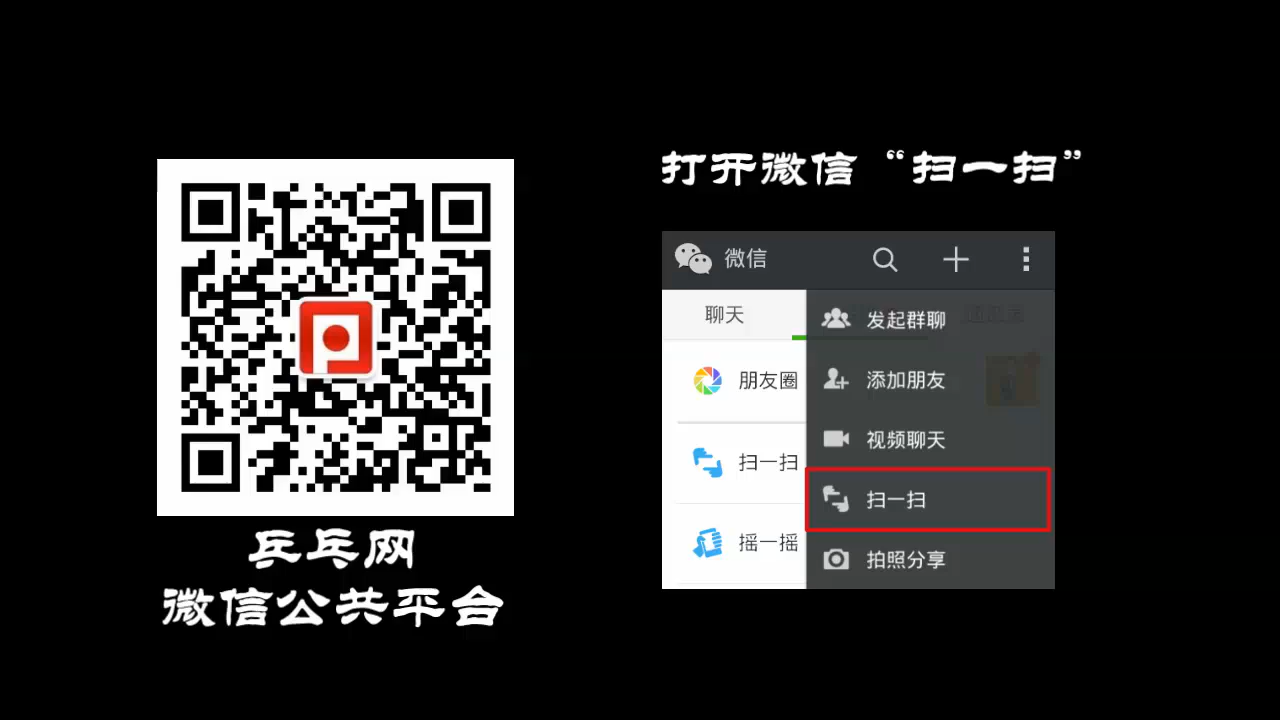 乒乓网
微信公共平台
打开微信“扫一扫”
微信
聊天
朋友圈
扫一扫
摇一摇
发起群聊
添加朋友
视频聊天
扫一扫
拍照分享